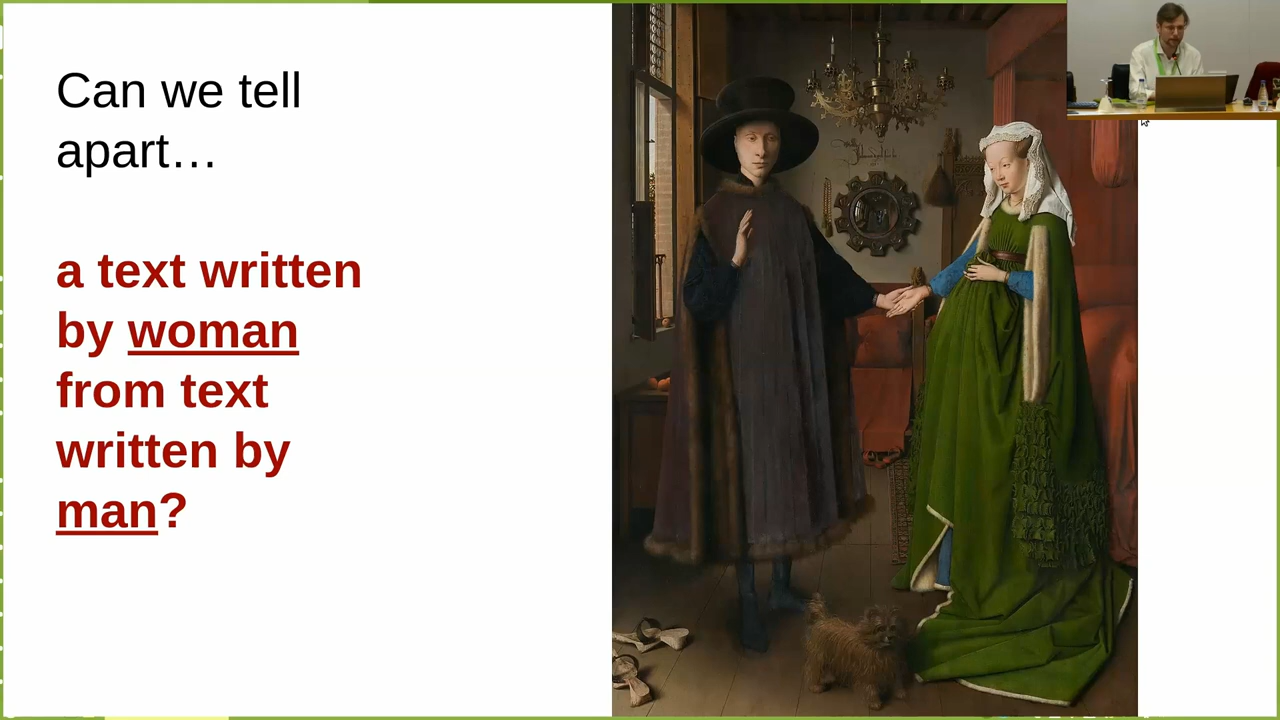 Can we tell
apart…
a text written
by woman
from text
written by
man?